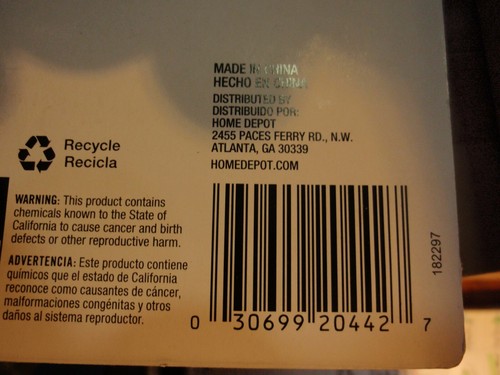 MADE IN CHINA
HECHO EN CHINA
DISTRIBUTED BY
DISTRIBUIDO POR:
HOME DEPOT
2455 PACES FERRY RD., N.W.
ATLANTA, GA 30339
HOMEDEPOT.COM
Recycle
Recicla
WARNING: This product contains
chemicals known to the State of
California to cause cancer and birth
defects or other reproductive harm.
ADVERTENCIA: Este producto contiene
químicos que el estado de California
reconoce como causantes de cáncer,
malformaciones congénitas y otros
daños al sistema reproductor.
0 30699 20442 7
182297